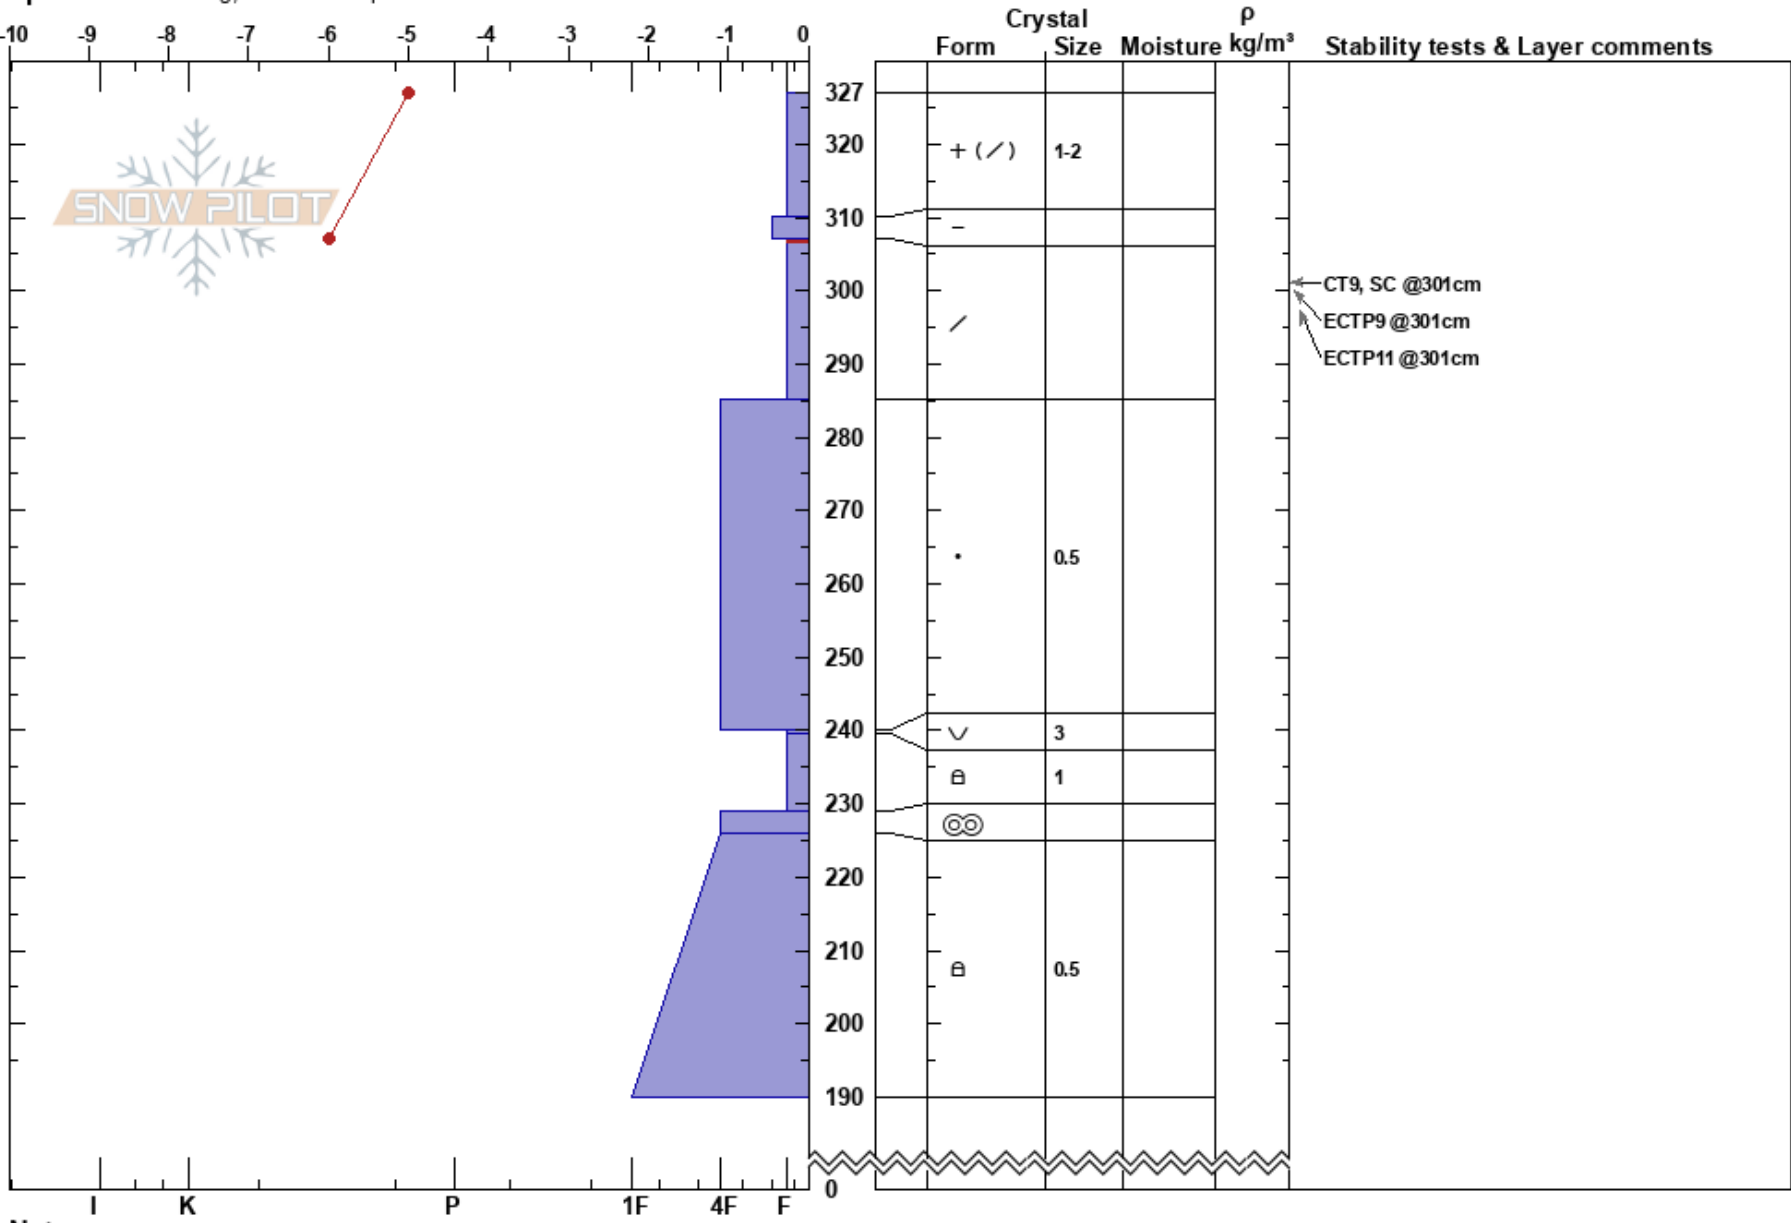 -10 -9 -8 -7 -6 -5 -4 -3 -2 -1 0
Crystal
ρ
Form Size Moisture kg/m³ Stability tests & Layer comments
327
SNOW PILOT
320 + (/) 1-2
310
300
CT9, SC @301cm
/ ECTP9 @301cm
290
ECTP11 @301cm
280
270
0.5
260
250
240 3
1
230
220
210
0.5
200
190
0
I K P 1F 4F F